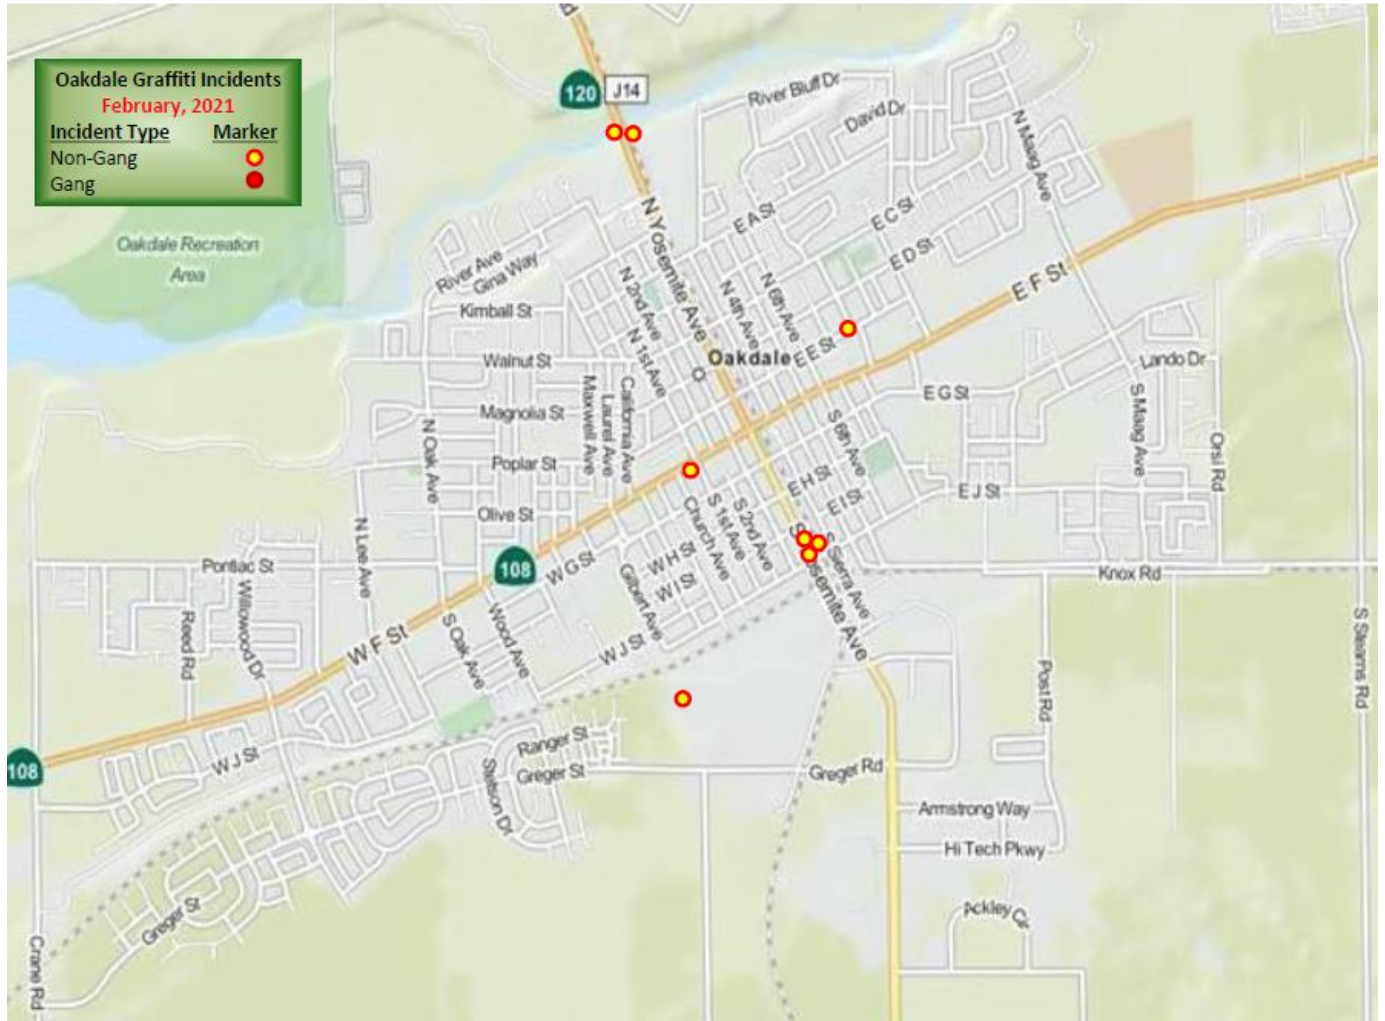 Oakdale Graffiti Incidents
February, 2021
Incident Type Marker
Non-Gang
Gang
120
J14
River Bluff Dr
David Dr
N Maag Ave
Oakdale Recreation
Area
River Ave
Gina Way
Kimball St
Walnut St
Magnolia St
Poplar St
Olive St
N Yosemite Ave
N 2nd Ave
N 1st Ave
E A St
E C St
E D St
N 4th Ave
N 6th Ave
E E St
E F St
Oakdale
Lando Dr
E G St
S Maag Ave
Orsi Rd
Maxwell Ave
Laurel Ave
California Ave
N Oak Ave
N Lee Ave
S 6th Ave
E H St
E I St
E J St
Church Ave
S 1st Ave
S 2nd Ave
S Sierra Ave
Yosemite Ave
Knox Rd
Pontiac St
Willowood Dr
Reed Rd
108
W G St
W H St
W I St
Gilbert Ave
W J St
W F St
S Oak Ave
Wood Ave
Post Rd
S Stearns Rd
108
W J St
Ranger St
Greger St
Stetson Dr
Greger Rd
Armstrong Way
Hi Tech Pkwy
Ackley Cir
Greger St
Crane Rd